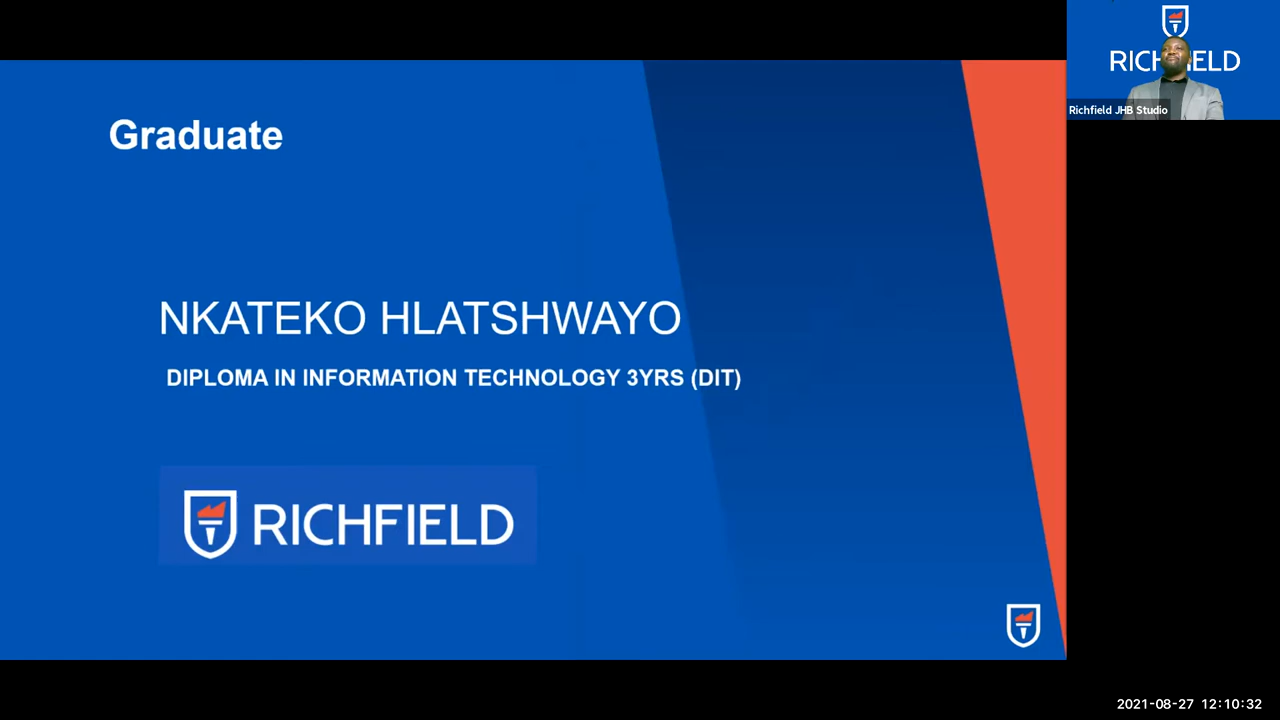 Graduate
NKATEKO HLATSHWAYO
DIPLOMA IN INFORMATION TECHNOLOGY 3YRS (DIT)
RICHFIELD
RICHFIELD
Richfield JHB Studio
2021-08-27 12:10:32